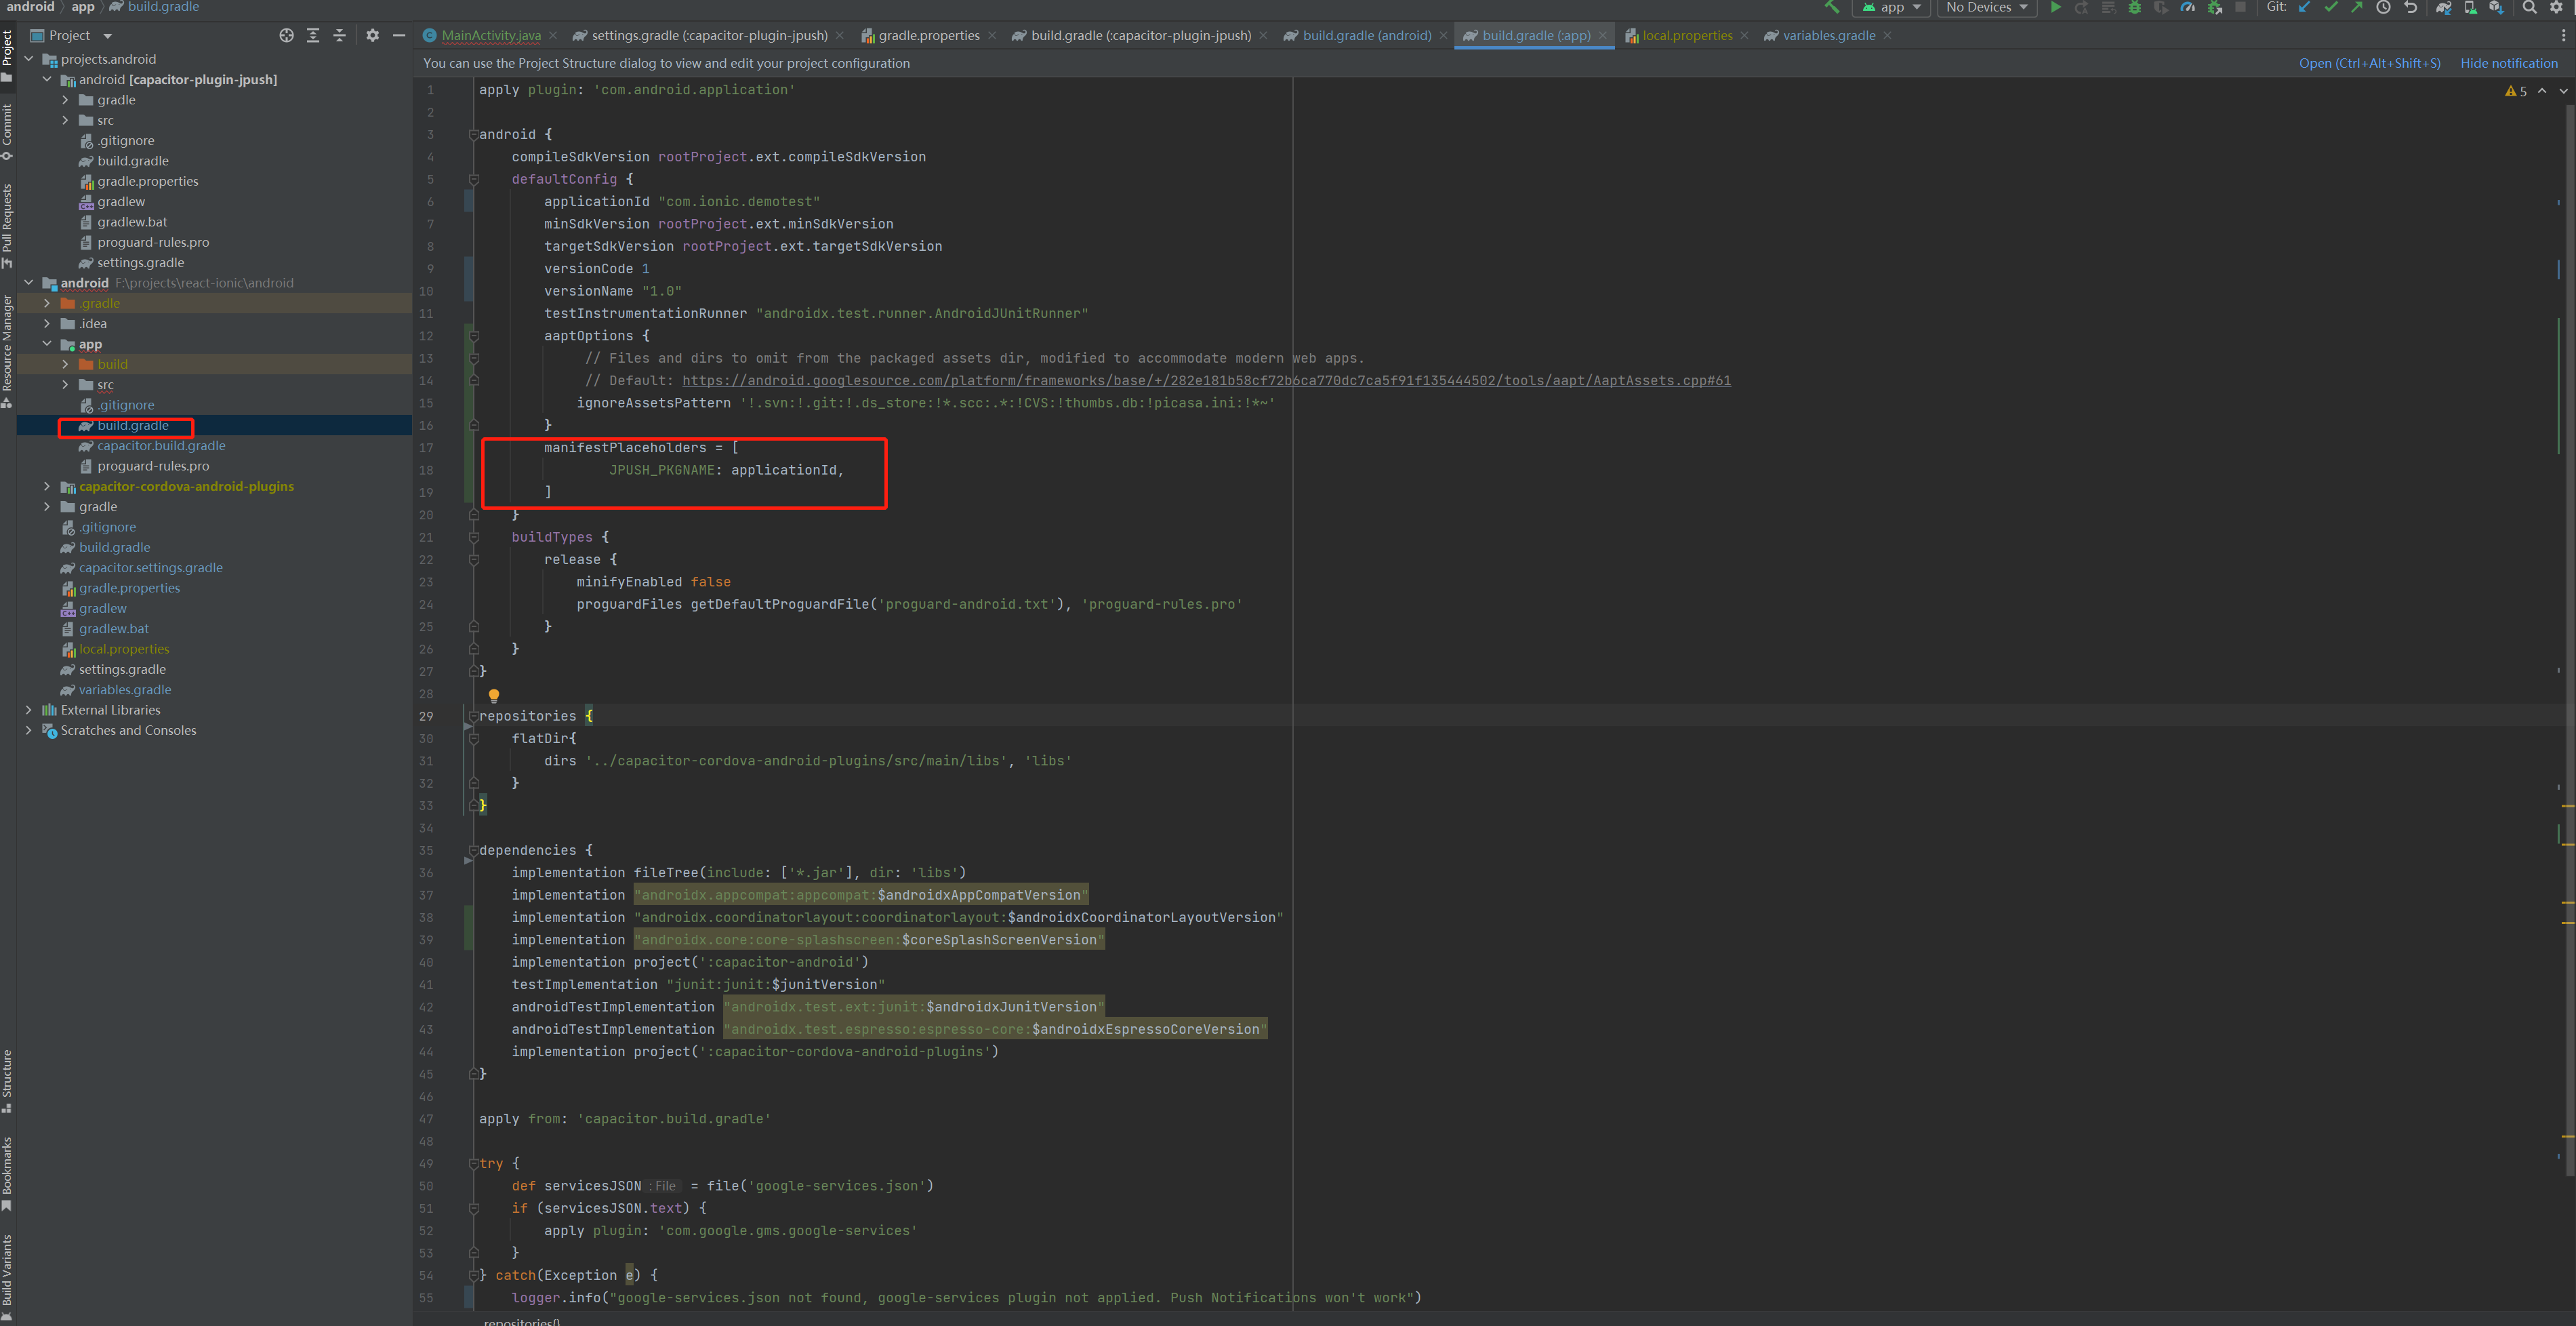 android 〉 app 〉 build.gradle
app
No Devices
Git:
Project
MainActivity.java
settings.gradle (:capacitor-plugin-jpush)
gradle.properties
build.gradle (:capacitor-plugin-jpush)
build.gradle (android)
build.gradle (:app)
local.properties
variables.gradle
You can use the Project Structure dialog to view and edit your project configuration
Open (Ctrl+Alt+Shift+S)
Hide notification
Project
Commit
Pull Requests
Resource Manager
Structure
Bookmarks
Build Variants
projects.android
android [capacitor-plugin-jpush]
gradle
src
.gitignore
build.gradle
gradle.properties
gradlew
gradlew.bat
proguard-rules.pro
settings.gradle
android F:\projects\react-ionic\android
.gradle
.idea
app
build
src
.gitignore
build.gradle
capacitor.build.gradle
proguard-rules.pro
capacitor-cordova-android-plugins
gradle
.gitignore
build.gradle
capacitor.settings.gradle
gradle.properties
gradlew
gradlew.bat
local.properties
settings.gradle
variables.gradle
External Libraries
Scratches and Consoles
5
1 apply plugin: 'com.android.application'
2
3 android {
4 compileSdkVersion rootProject.ext.compileSdkVersion
5 defaultConfig {
6 applicationId "com.ionic.demotest"
7 minSdkVersion rootProject.ext.minSdkVersion
8 targetSdkVersion rootProject.ext.targetSdkVersion
9 versionCode 1
10 versionName "1.0"
11 testInstrumentationRunner "androidx.test.runner.AndroidJUnitRunner"
12 aaptOptions {
13 // Files and dirs to omit from the packaged assets dir, modified to accommodate modern web apps.
14 // Default: https://android.googlesource.com/platform/frameworks/base/+/282e181b58cf72b6ca770dc7ca5f91f135444502/tools/aapt/AaptAssets.cpp#61
15 ignoreAssetsPattern '!.svn:!.git:!.ds_store:!*.scc:.*:!CVS:!thumbs.db:!picasa.ini:!*~'
16 }
17 manifestPlaceholders = [
18 JPUSH_PKGNAME: applicationId,
19 ]
20 }
21 buildTypes {
22 release {
23 minifyEnabled false
24 proguardFiles getDefaultProguardFile('proguard-android.txt'), 'proguard-rules.pro'
25 }
26 }
27 }
28
29 repositories {
30 flatDir{
31 dirs '../capacitor-cordova-android-plugins/src/main/libs', 'libs'
32 }
33 }
34
35 dependencies {
36 implementation fileTree(include: ['*.jar'], dir: 'libs')
37 implementation "androidx.appcompat:appcompat:$androidxAppCompatVersion"
38 implementation "androidx.coordinatorlayout:coordinatorlayout:$androidxCoordinatorLayoutVersion"
39 implementation "androidx.core:core-splashscreen:$coreSplashScreenVersion"
40 implementation project(':capacitor-android')
41 testImplementation "junit:junit:$junitVersion"
42 androidTestImplementation "androidx.test.ext:junit:$androidxJunitVersion"
43 androidTestImplementation "androidx.test.espresso:espresso-core:$androidxEspressoCoreVersion"
44 implementation project(':capacitor-cordova-android-plugins')
45 }
46
47 apply from: 'capacitor.build.gradle'
48
49 try {
50 def servicesJSON : File = file('google-services.json')
51 if (servicesJSON.text) {
52 apply plugin: 'com.google.gms.google-services'
53 }
54 } catch(Exception e) {
55 logger.info("google-services.json not found, google-services plugin not applied. Push Notifications won't work")
repositories{}